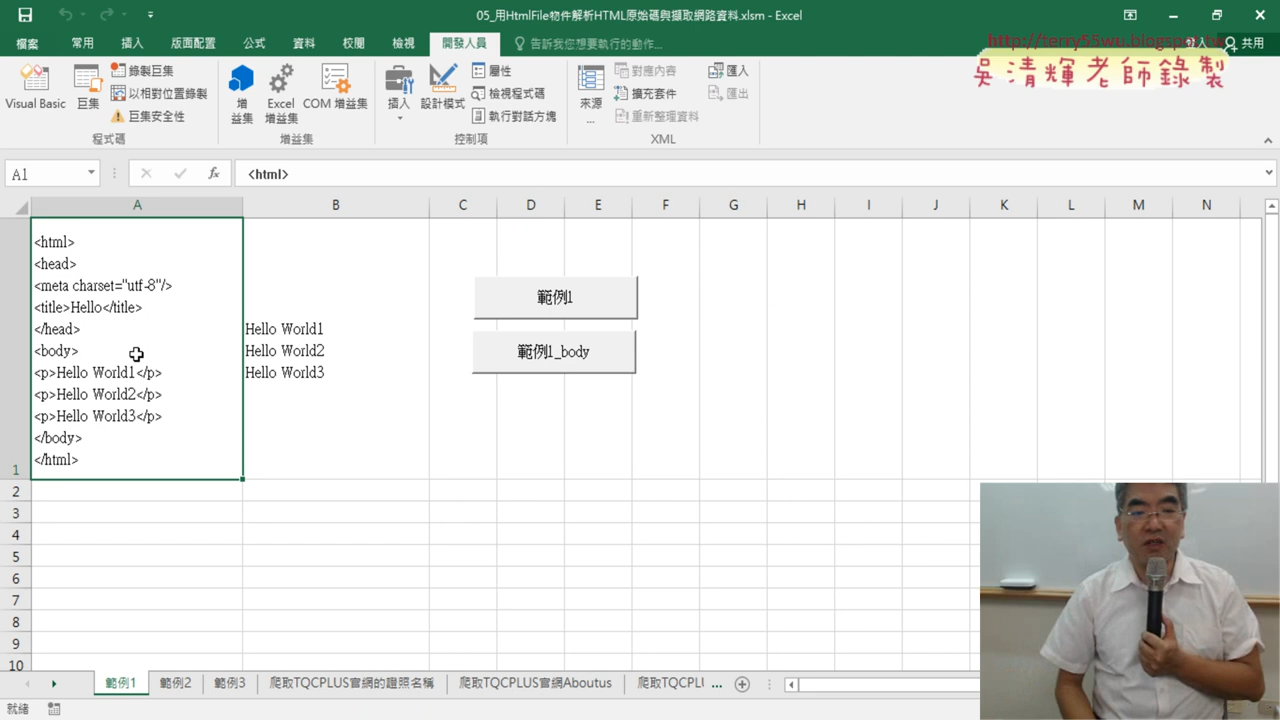 05_用HtmlFile物件解析HTML原始碼與擷取網路資料.xlsm - Excel
檔案 常用 插入 版面配置 公式 資料 校閱 檢視 開發人員 告訴我您想要執行的動作... 登入 共用
http://terry55wu.blogspot.tw
吳清輝老師錄製
Visual Basic 巨集 錄製巨集 以相對位置錄製 巨集安全性
程式碼
增益集 Excel 增益集 COM 增益集
增益集
插入 設計模式 屬性 檢視程式碼 執行對話方塊
控制項
來源... 對應內容 擴充套件 重新整理資料 匯入 匯出
XML
A1 fx <html>
A B C D E F G H I J K L M N
<html>
<head>
<meta charset="utf-8"/>
<title>Hello</title>
</head>
<body>
<p>Hello World1</p>
<p>Hello World2</p>
<p>Hello World3</p>
</body>
</html>
Hello World1
Hello World2
Hello World3
範例1
範例1_body
1
2
3
4
5
6
7
8
9
10
範例1 範例2 範例3 爬取TQCPLUS官網的證照名稱 爬取TQCPLUS官網Aboutus 爬取TQCPLU ...
就緒